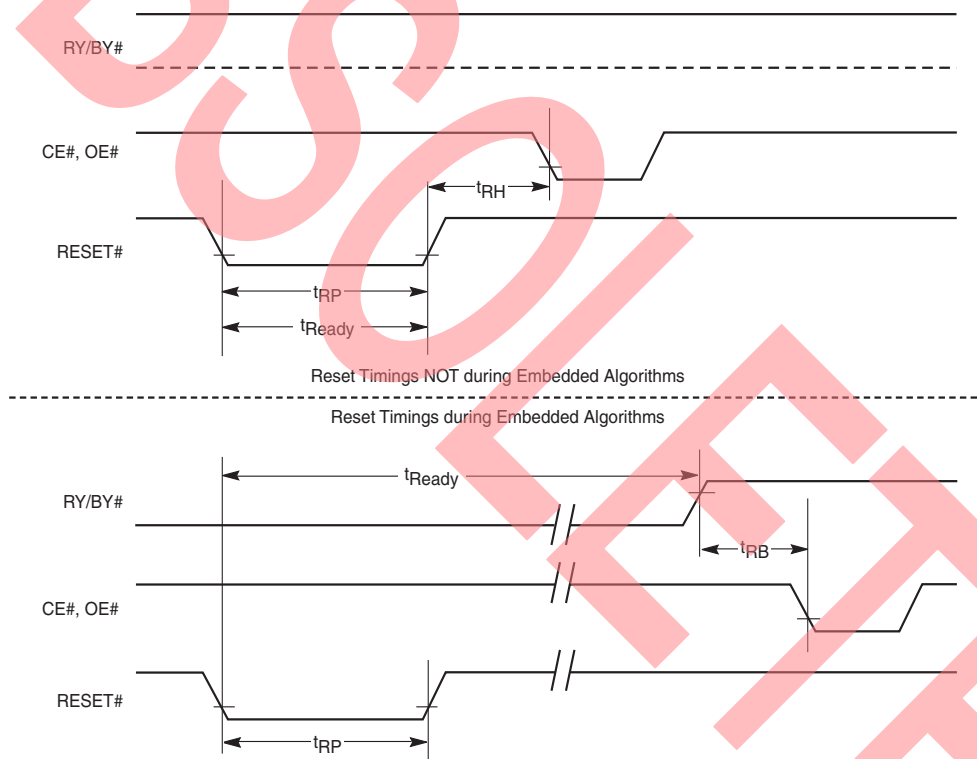 RY/BY#
CE#, OE#
tRH
RESET#
tRP
tReady
Reset Timings NOT during Embedded Algorithms
Reset Timings during Embedded Algorithms
tReady
RY/BY#
tRB
CE#, OE#
RESET#
tRP
SOLETE